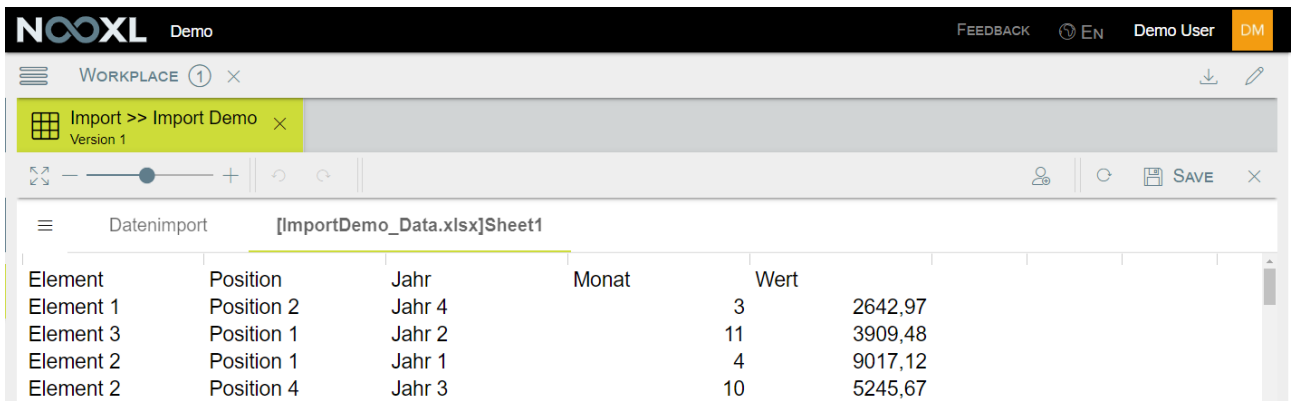 NOOXL Demo FEEDBACK EN Demo User DM
WORKPLACE 1
Import >> Import Demo
Version 1
SAVE
Datenimport [ImportDemo_Data.xlsx]Sheet1
Element Position Jahr Monat Wert
Element 1 Position 2 Jahr 4 3 2642,97
Element 3 Position 1 Jahr 2 11 3909,48
Element 2 Position 1 Jahr 1 4 9017,12
Element 2 Position 4 Jahr 3 10 5245,67